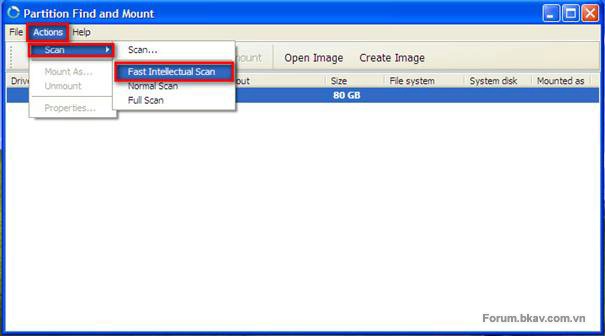 Partition Find and Mount
File Actions Help
Scan
Mount As...
Unmount
Properties...
Scan...
Fast Intellectual Scan
Normal Scan
Full Scan
ount Open Image Create Image
Drive out Size File system System disk Mounted as
80 GB
Forum.bkav.com.vn